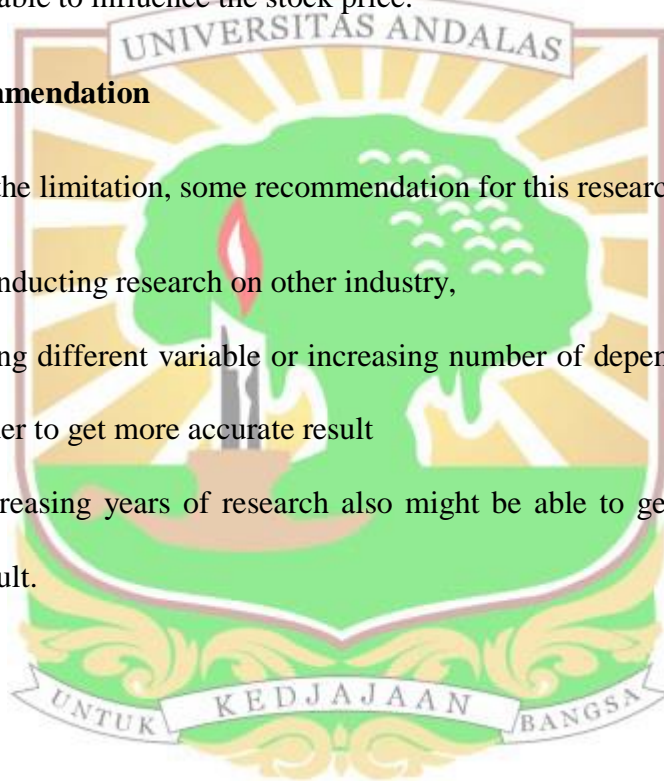 able to influence the stock price.
UNIVERSITAS ANDALAS
mmendation
the limitation, some recommendation for this researc
nducting research on other industry,
ng different variable or increasing number of depen
er to get more accurate result
reasing years of research also might be able to ge
ult.
UNTUK KEDJAJAAN BANGSA